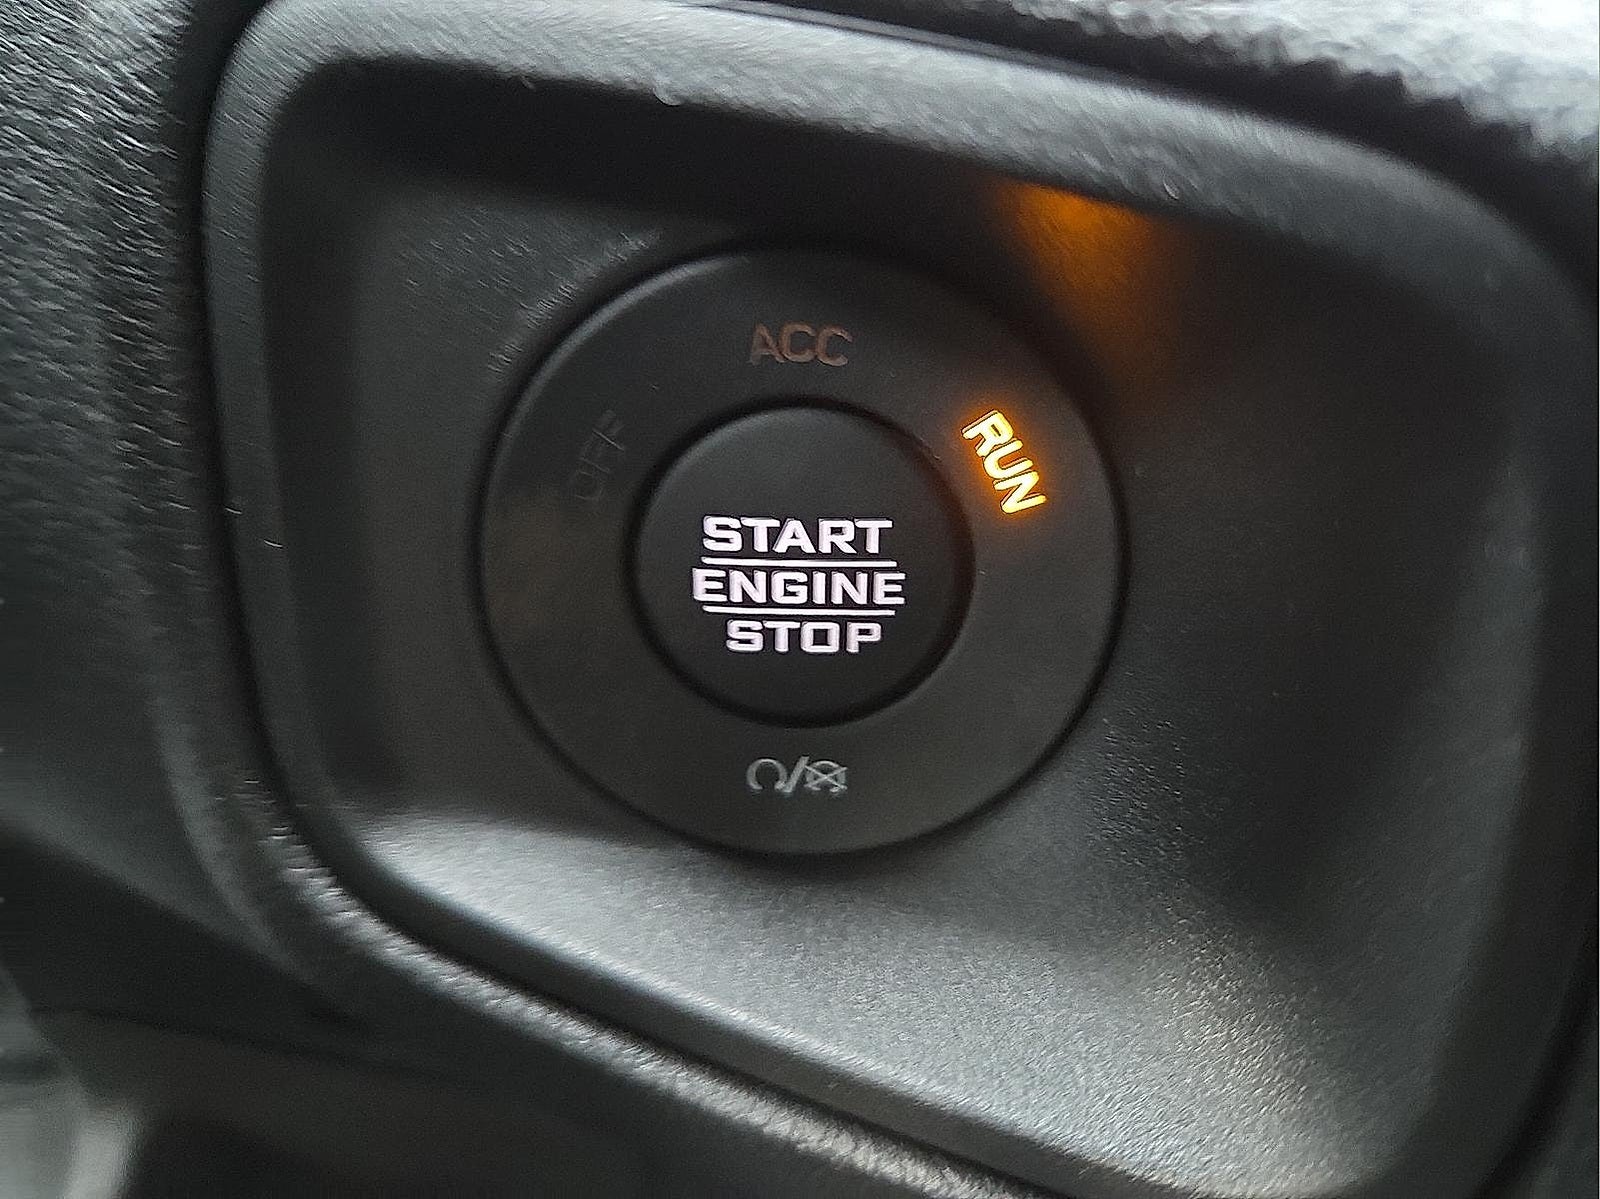 ACC
OFF
RUN
START
ENGINE
STOP